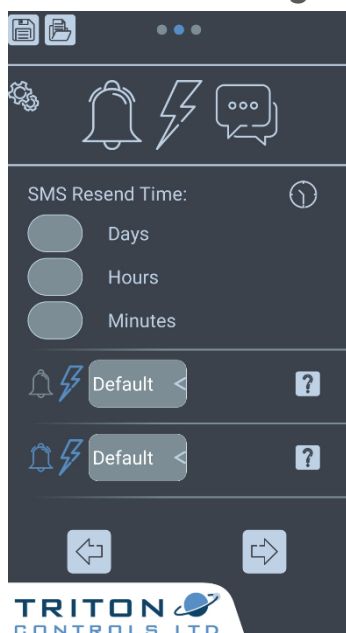 SMS Resend Time:
Days
Hours
Minutes
Default <
?
Default <
?
TRITON
CONTROLS LTD